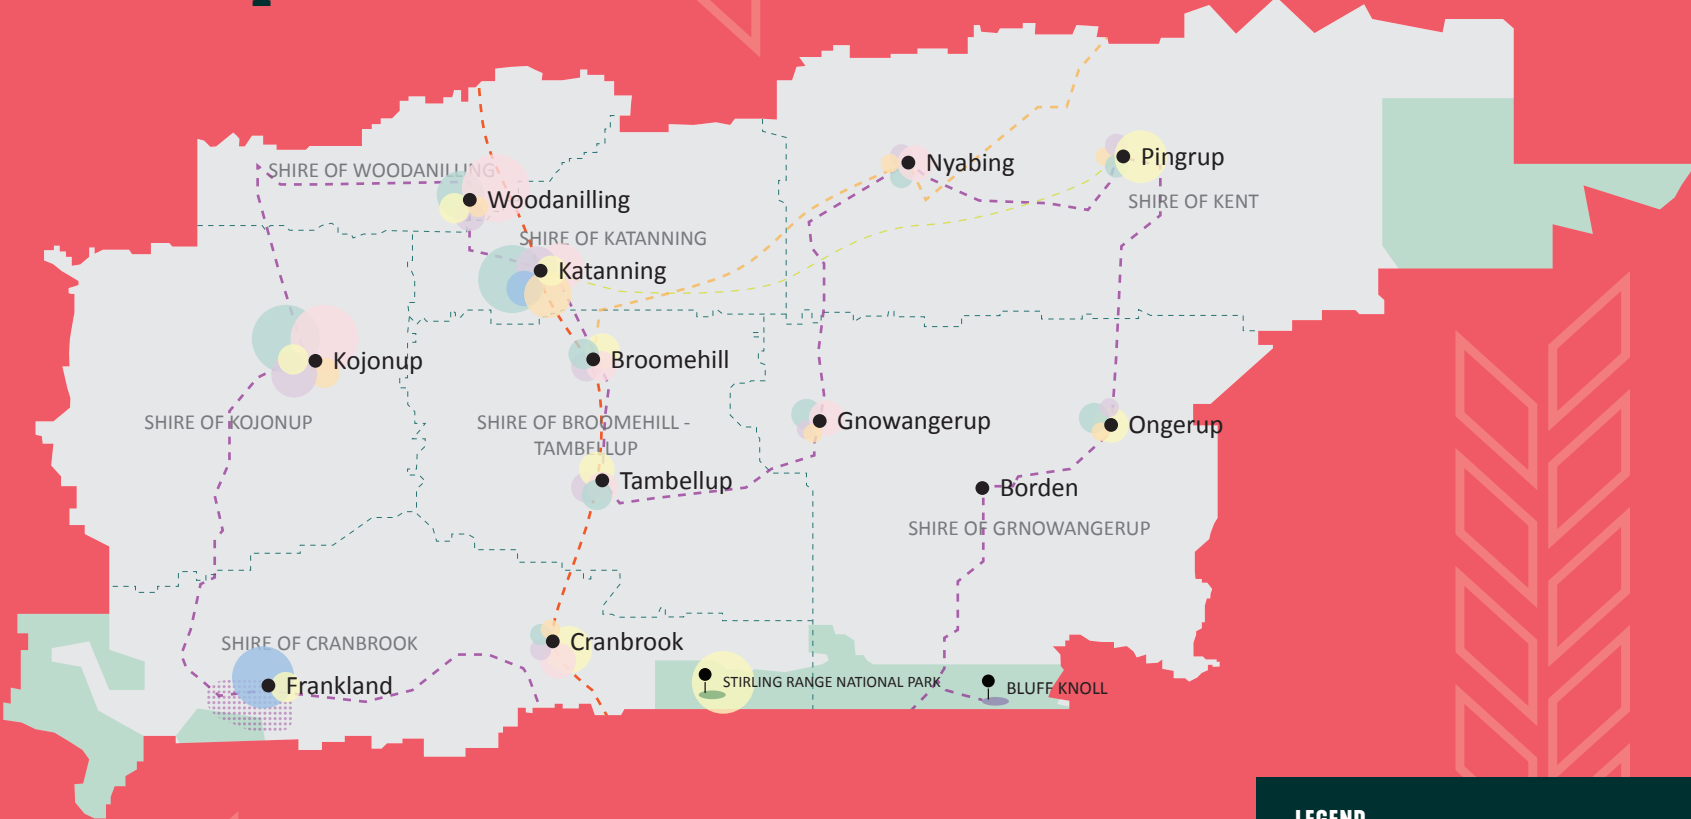 Nyabing
Pingrup
SHIRE OF WOODANILLING
Woodanilling
SHIRE OF KENT
SHIRE OF KATANNING
Katanning
Kojonup
Broomehill
SHIRE OF KOJONUP
SHIRE OF BROOMEHILL -
TAMBELLUP
Gnowangerup
Ongerup
Tambellup
Borden
SHIRE OF GRNOWANGERUP
SHIRE OF CRANBROOK
Cranbrook
Frankland
STIRLING RANGE NATIONAL PARK
BLUFF KNOLL
LEGEND